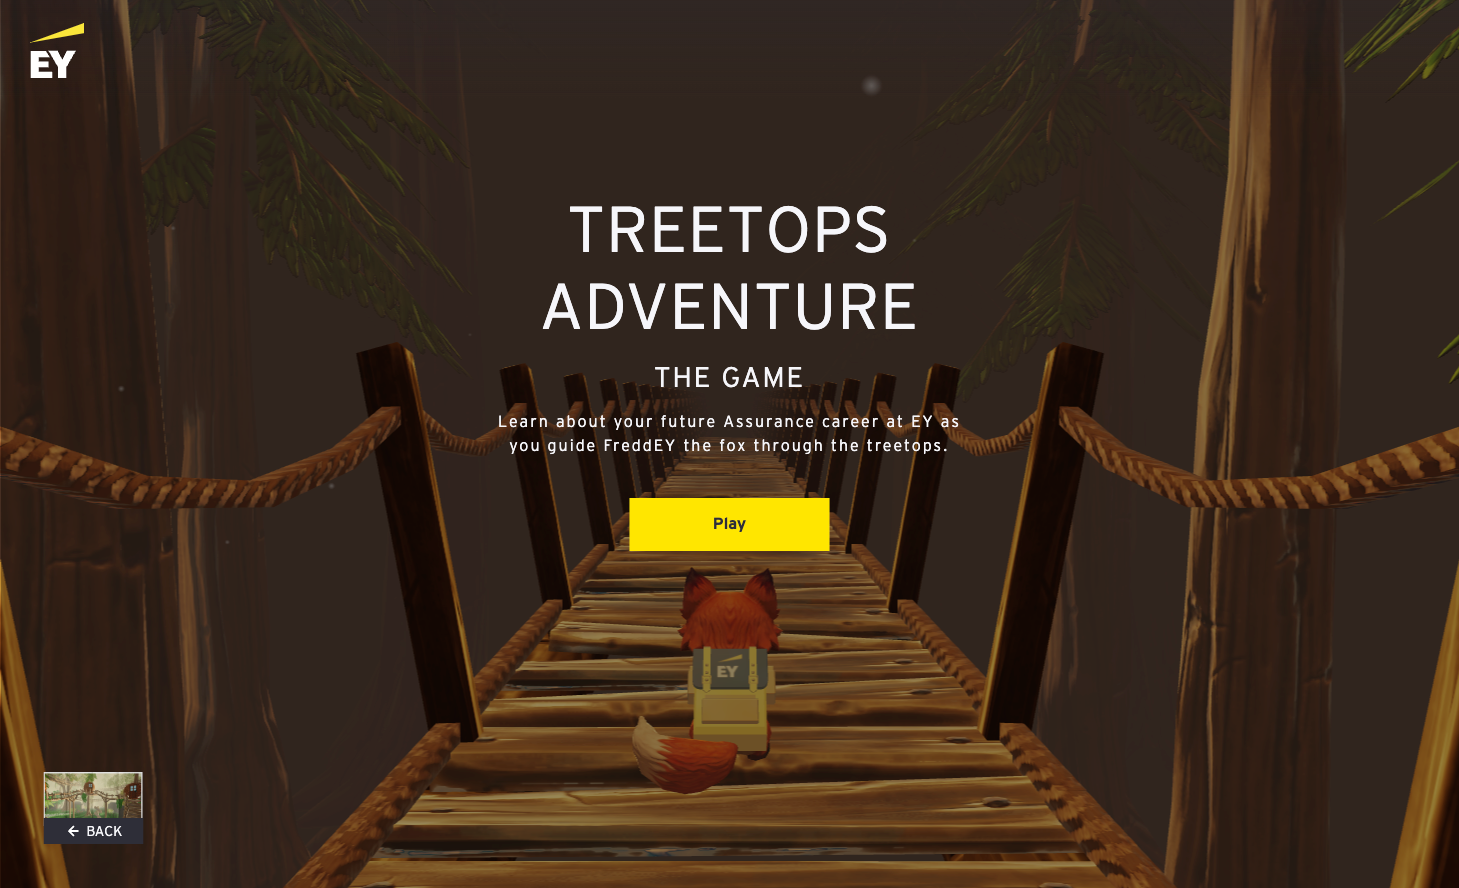 EY
TREETOPS
ADVENTURE
THE GAME
Learn about your future Assurance career at EY as
you guide FreddEY the fox through the treetops.
Play
EY
← BACK